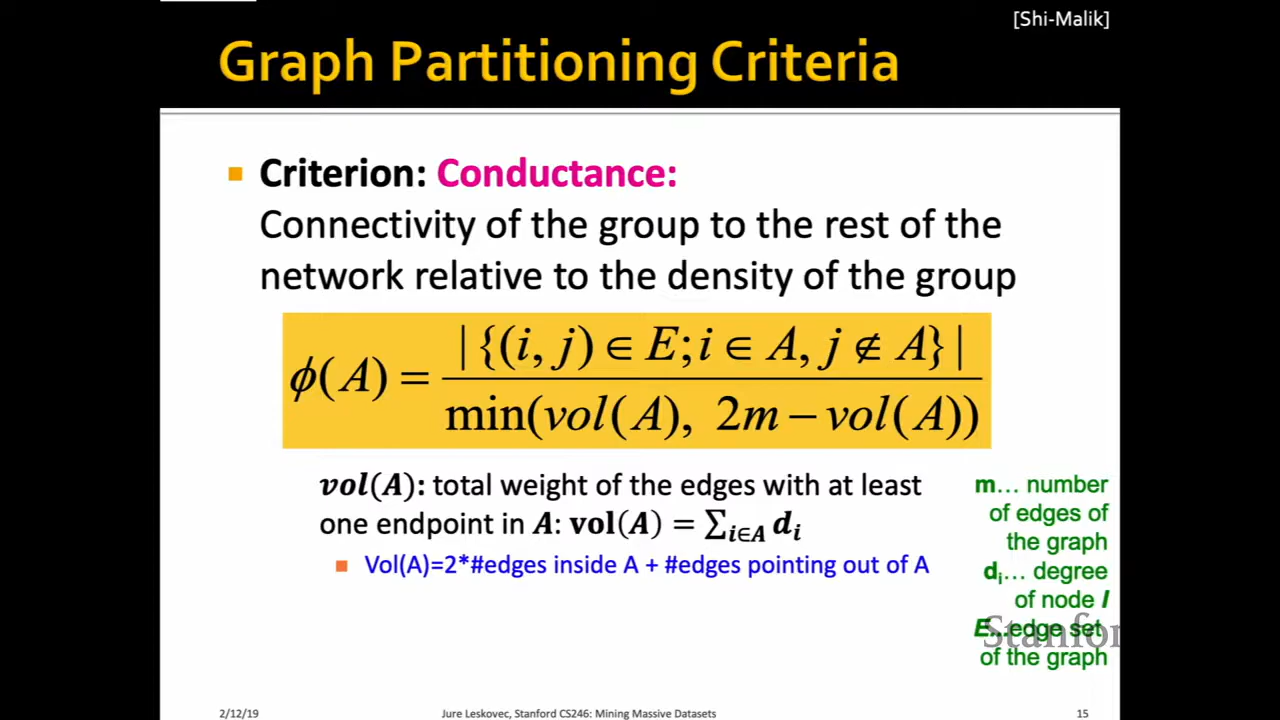 [Shi-Malik]
Graph Partitioning Criteria
Criterion: Conductance:
Connectivity of the group to the rest of the
network relative to the density of the group
ϕ(A) = |{(i, j) ∈ E; i ∈ A, j ∉ A}| / min(vol(A), 2m − vol(A))
vol(A): total weight of the edges with at least
one endpoint in A: vol(A) = ∑i∈A di
Vol(A)=2*#edges inside A + #edges pointing out of A
m... number
of edges of
the graph
di... degree
of node I
E...edge set
of the graph
Stanfor
2/12/19
Jure Leskovec, Stanford CS246: Mining Massive Datasets
15